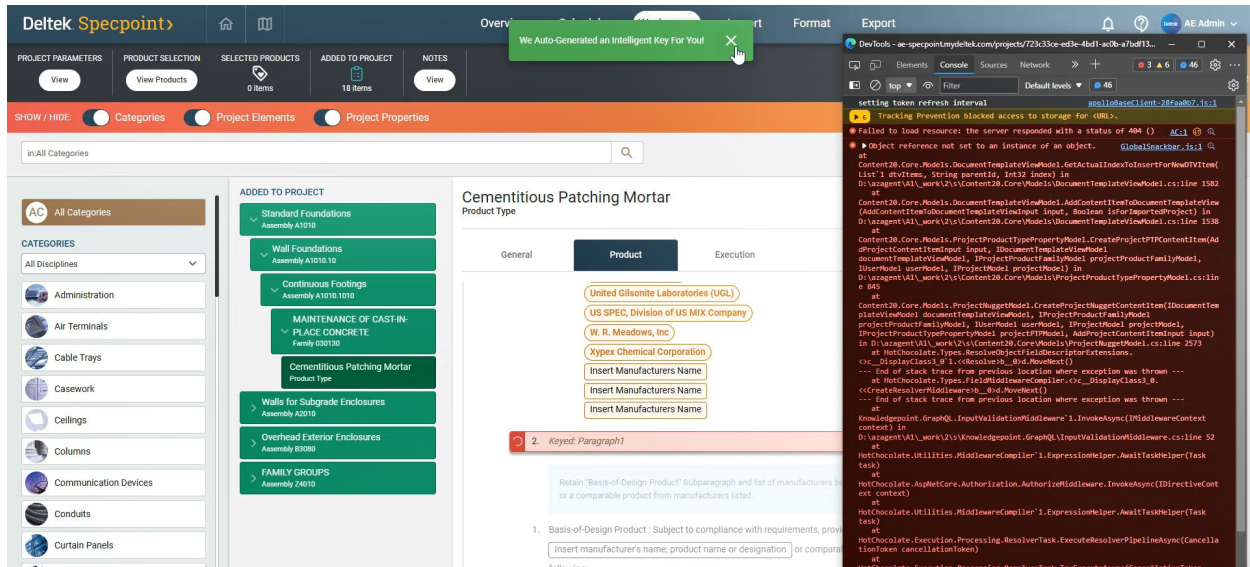 Deltek Specpoint>
Export
Format
AE Admin
We Auto-Generated an Intelligent Key For You!
DevTools - ae-specpoint.mydeltek.com/projects/723c33ce-ed3e-4bd1-ac0b-a7bdf13...
PROJECT PARAMETERS
View
PRODUCT SELECTION
View Products
SELECTED PRODUCTS
0 items
ADDED TO PROJECT
18 items
NOTES
View
Elements Console Sources Network
3 6 46
top Filter Default levels 46
SHOW / HIDE: Categories Project Elements Project Properties
in:All Categories
AC All Categories
CATEGORIES
All Disciplines
Administration
Air Terminals
Cable Trays
Casework
Ceilings
Columns
Communication Devices
Conduits
Curtain Panels
ADDED TO PROJECT
Standard Foundations
Assembly A1010
Wall Foundations
Assembly A1010.10
Continuous Footings
Assembly A1010.1010
MAINTENANCE OF CAST-IN-
PLACE CONCRETE
Family 030130
Cementitious Patching Mortar
Product Type
Walls for Subgrade Enclosures
Assembly A2010
Overhead Exterior Enclosures
Assembly B3080
FAMILY GROUPS
Assembly Z4010
Cementitious Patching Mortar
Product Type
General Product Execution
United Gilsonite Laboratories (UGL)
US SPEC, Division of US MIX Company
W. R. Meadows, Inc
Xypex Chemical Corporation
Insert Manufacturers Name
Insert Manufacturers Name
Insert Manufacturers Name
2. Keyed: Paragraph1
Retain "Basis-of-Design Product" Subparagraph and list of manufacturers
or a comparable product from manufacturers listed.
1. Basis-of-Design Product : Subject to compliance with requirements,
Insert manufacturer's name; product name or designation or
setting token refresh interval apolloBaseClient-28faa0b7.js:1
6 Tracking Prevention blocked access to storage for <URL>.
Failed to load resource: the server responded with a status of 404 () AC:1
Object reference not set to an instance of an object. GlobalSnackbar.js:1
at
Content20.Core.Models.DocumentTemplateViewModel.GetActualIndexToInsertForNewDTVItem(
List`1 dtvItems, String parentId, Int32 index) in
D:\azagent\A1\_work\2\s\Content20.Core\Models\DocumentTemplateViewModel.cs:line 1582
at
Content20.Core.Models.DocumentTemplateViewModel.AddContentItemToDocumentTemplateView
(AddContentItemToDocumentTemplateViewInput input, Boolean isForImportedProject) in
D:\azagent\A1\_work\2\s\Content20.Core\Models\DocumentTemplateViewModel.cs:line 1538
at
Content20.Core.Models.ProjectProductTypePropertyModel.CreateProjectPTPContentItem(Ad
dProjectContentItemInput input, IDocumentTemplateViewModel
documentTemplateViewModel, IProjectProductFamilyModel projectProductFamilyModel,
IUserModel userModel, IProjectModel projectModel) in
D:\azagent\A1\_work\2\s\Content20.Core\Models\ProjectProductTypePropertyModel.cs:lin
e 845
at
Content20.Core.Models.ProjectNuggetModel.CreateProjectNuggetContentItem(IDocumentTem
plateViewModel documentTemplateViewModel, IProjectProductFamilyModel
projectProductFamilyModel, IUserModel userModel, IProjectModel projectModel,
IProjectProductTypePropertyModel projectPTPModel, AddProjectContentItemInput input)
in D:\azagent\A1\_work\2\s\Content20.Core\Models\ProjectNuggetModel.cs:line 2573
at HotChocolate.Types.ResolveObjectFieldDescriptorExtensions.
<>c__DisplayClass3_0`1.<<Resolve>b__0>d.MoveNext()
--- End of stack trace from previous location where exception was thrown ---
at HotChocolate.Types.FieldMiddlewareCompiler.<>c__DisplayClass3_0.
<<CreateResolverMiddleware>b__0>d.MoveNext()
--- End of stack trace from previous location where exception was thrown ---
at
Knowledgepoint.GraphQL.InputValidationMiddleware`1.InvokeAsync(IMiddlewareContext
context) in
D:\azagent\A1\_work\2\s\Knowledgepoint.GraphQL\InputValidationMiddleware.cs:line 52
at
HotChocolate.Utilities.MiddlewareCompiler`1.ExpressionHelper.AwaitTaskHelper(Task
task)
at
HotChocolate.AspNetCore.Authorization.AuthorizeMiddleware.InvokeAsync(IDirectiveCont
ext context)
at
HotChocolate.Utilities.MiddlewareCompiler`1.ExpressionHelper.AwaitTaskHelper(Task
task)
at
HotChocolate.Execution.Processing.ResolverTask.ExecuteResolverPipelineAsync(Cancella
tionToken cancellationToken)
at